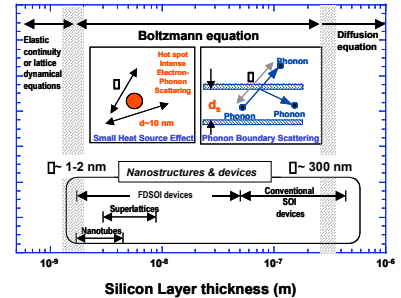 Elastic
continuity
or lattice
dynamical
equations
Boltzmann equation
Diffusion
equation
Hot spot
Intense
Electron-
Phonon
Scattering
d~10 nm
Small Heat Source Effect
Phonon
Phonon
ds
Phonon
Phonon
Phonon Boundary Scattering
~ 1-2 nm
~ 300 nm
Nanostructures & devices
FDSOI devices
Conventional
SOI
devices
Superlattices
Nanotubes
10-9
10-8
10-7
10-6
Silicon Layer thickness (m)